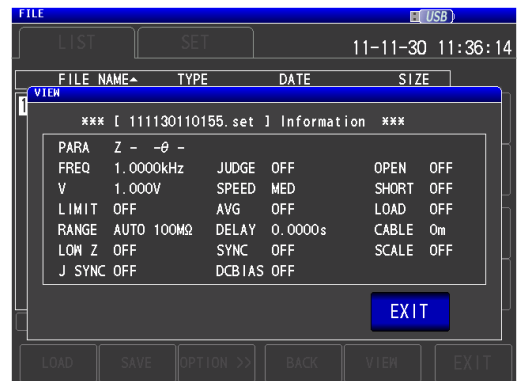 FILE USB
LIST SET 11-11-30 11:36:14
FILE NAME▲ TYPE DATE SIZE
VIEW
1
*** [ 111130110155.set ] Information ***
PARA Z - -θ -
FREQ 1.0000kHz JUDGE OFF OPEN OFF
V 1.000V SPEED MED SHORT OFF
LIMIT OFF AVG OFF LOAD OFF
RANGE AUTO 100MΩ DELAY 0.0000s CABLE 0m
LOW Z OFF SYNC OFF SCALE OFF
J SYNC OFF DCBIAS OFF
EXIT
LOAD SAVE OPTION >> BACK VIEW EXIT